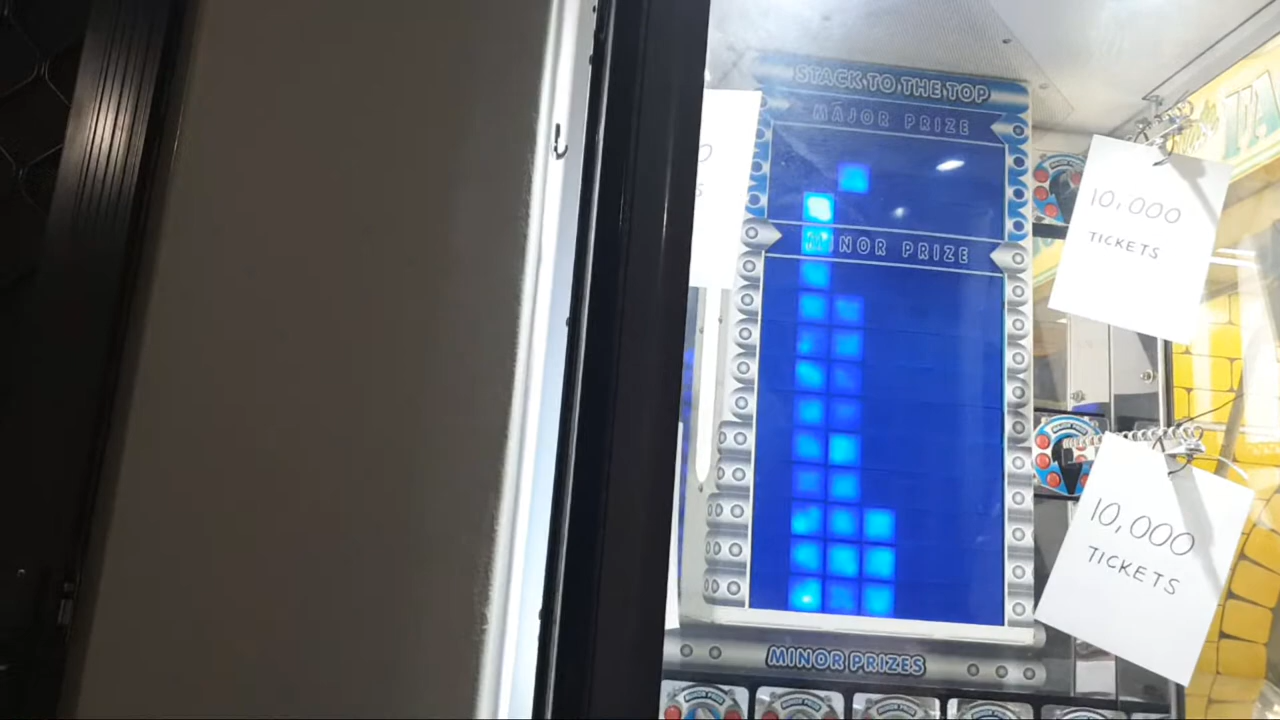 STACK TO THE TOP
MAJOR PRIZE
10,000
TICKETS
MINOR PRIZE
10,000
TICKETS
MINOR PRIZES